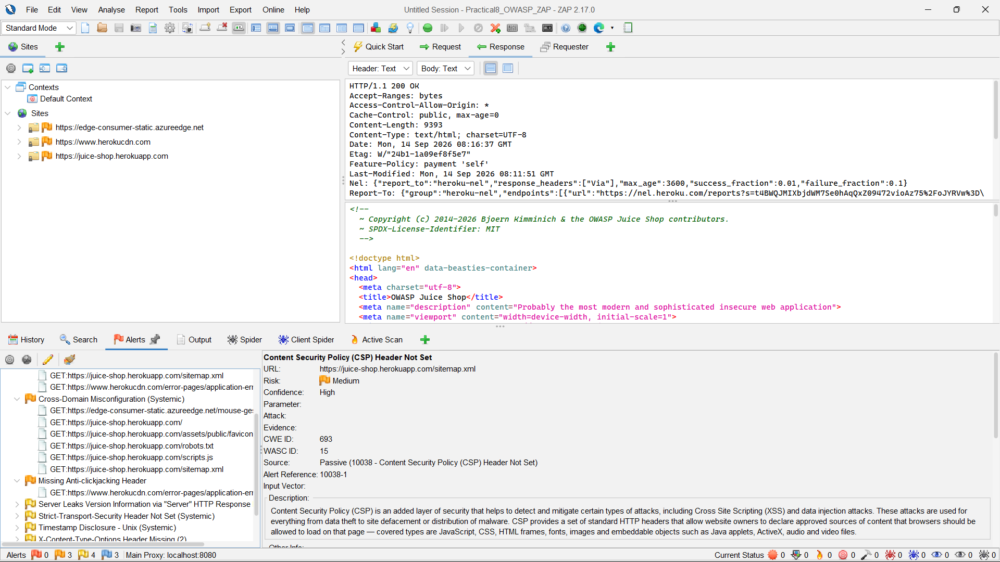 File Edit View Analyse Report Tools Import Export Online Help
Untitled Session - Practical8_OWASP_ZAP - ZAP 2.17.0
Standard Mode
Sites
Quick Start Request Response Requester
Header: Text Body: Text
Contexts
Default Context
Sites
https://edge-consumer-static.azureedge.net
https://www.herokucdn.com
https://juice-shop.herokuapp.com
HTTP/1.1 200 OK
Accept-Ranges: bytes
Access-Control-Allow-Origin: *
Cache-Control: public, max-age=0
Content-Length: 9393
Content-Type: text/html; charset=UTF-8
Date: Mon, 14 Sep 2026 08:16:37 GMT
Etag: W/"24b1-1a09ef8f5e7"
Feature-Policy: payment 'self'
Last-Modified: Mon, 14 Sep 2026 08:11:51 GMT
Nel: {"report_to":"heroku-nel","response_headers":["Via"],"max_age":3600,"success_fraction":0.01,"failure_fraction":0.1}
Report-To: {"group":"heroku-nel","endpoints":[{"url":"https://nel.heroku.com/reports?s=t4BWQJMIXbjdWM7Se0hAqQxZ09472vioAz75%2FoJYRVw%3D\
<!--
~ Copyright (c) 2014-2026 Bjoern Kimminich & the OWASP Juice Shop contributors.
~ SPDX-License-Identifier: MIT
-->
<!doctype html>
<html lang="en" data-beasties-container>
<head>
<meta charset="utf-8">
<title>OWASP Juice Shop</title>
<meta name="description" content="Probably the most modern and sophisticated insecure web application">
<meta name="viewport" content="width=device-width, initial-scale=1">
History Search Alerts Output Spider Client Spider Active Scan
GET:https://juice-shop.herokuapp.com/sitemap.xml
GET:https://www.herokucdn.com/error-pages/application-err
Cross-Domain Misconfiguration (Systemic)
GET:https://edge-consumer-static.azureedge.net/mouse-ges
GET:https://juice-shop.herokuapp.com/
GET:https://juice-shop.herokuapp.com/assets/public/favicon
GET:https://juice-shop.herokuapp.com/robots.txt
GET:https://juice-shop.herokuapp.com/scripts.js
GET:https://juice-shop.herokuapp.com/sitemap.xml
Missing Anti-clickjacking Header
GET:https://www.herokucdn.com/error-pages/application-err
Server Leaks Version Information via "Server" HTTP Response
Strict-Transport-Security Header Not Set (Systemic)
Timestamp Disclosure - Unix (Systemic)
X-Content-Type-Options Header Missing (2)
Content Security Policy (CSP) Header Not Set
URL: https://juice-shop.herokuapp.com/sitemap.xml
Risk: Medium
Confidence: High
Parameter:
Attack:
Evidence:
CWE ID: 693
WASC ID: 15
Source: Passive (10038 - Content Security Policy (CSP) Header Not Set)
Alert Reference: 10038-1
Input Vector:
Description:
Content Security Policy (CSP) is an added layer of security that helps to detect and mitigate certain types of attacks, including Cross Site Scripting (XSS) and data injection attacks. These attacks are used for
everything from data theft to site defacement or distribution of malware. CSP provides a set of standard HTTP headers that allow website owners to declare approved sources of content that browsers should be
allowed to load on that page — covered types are JavaScript, CSS, HTML frames, fonts, images and embeddable objects such as Java applets, ActiveX, audio and video files.
Other Info:
Alerts 0 3 4 3 Main Proxy: localhost:8080
Current Status 0 0 0 0 0 0 0 0 0 0